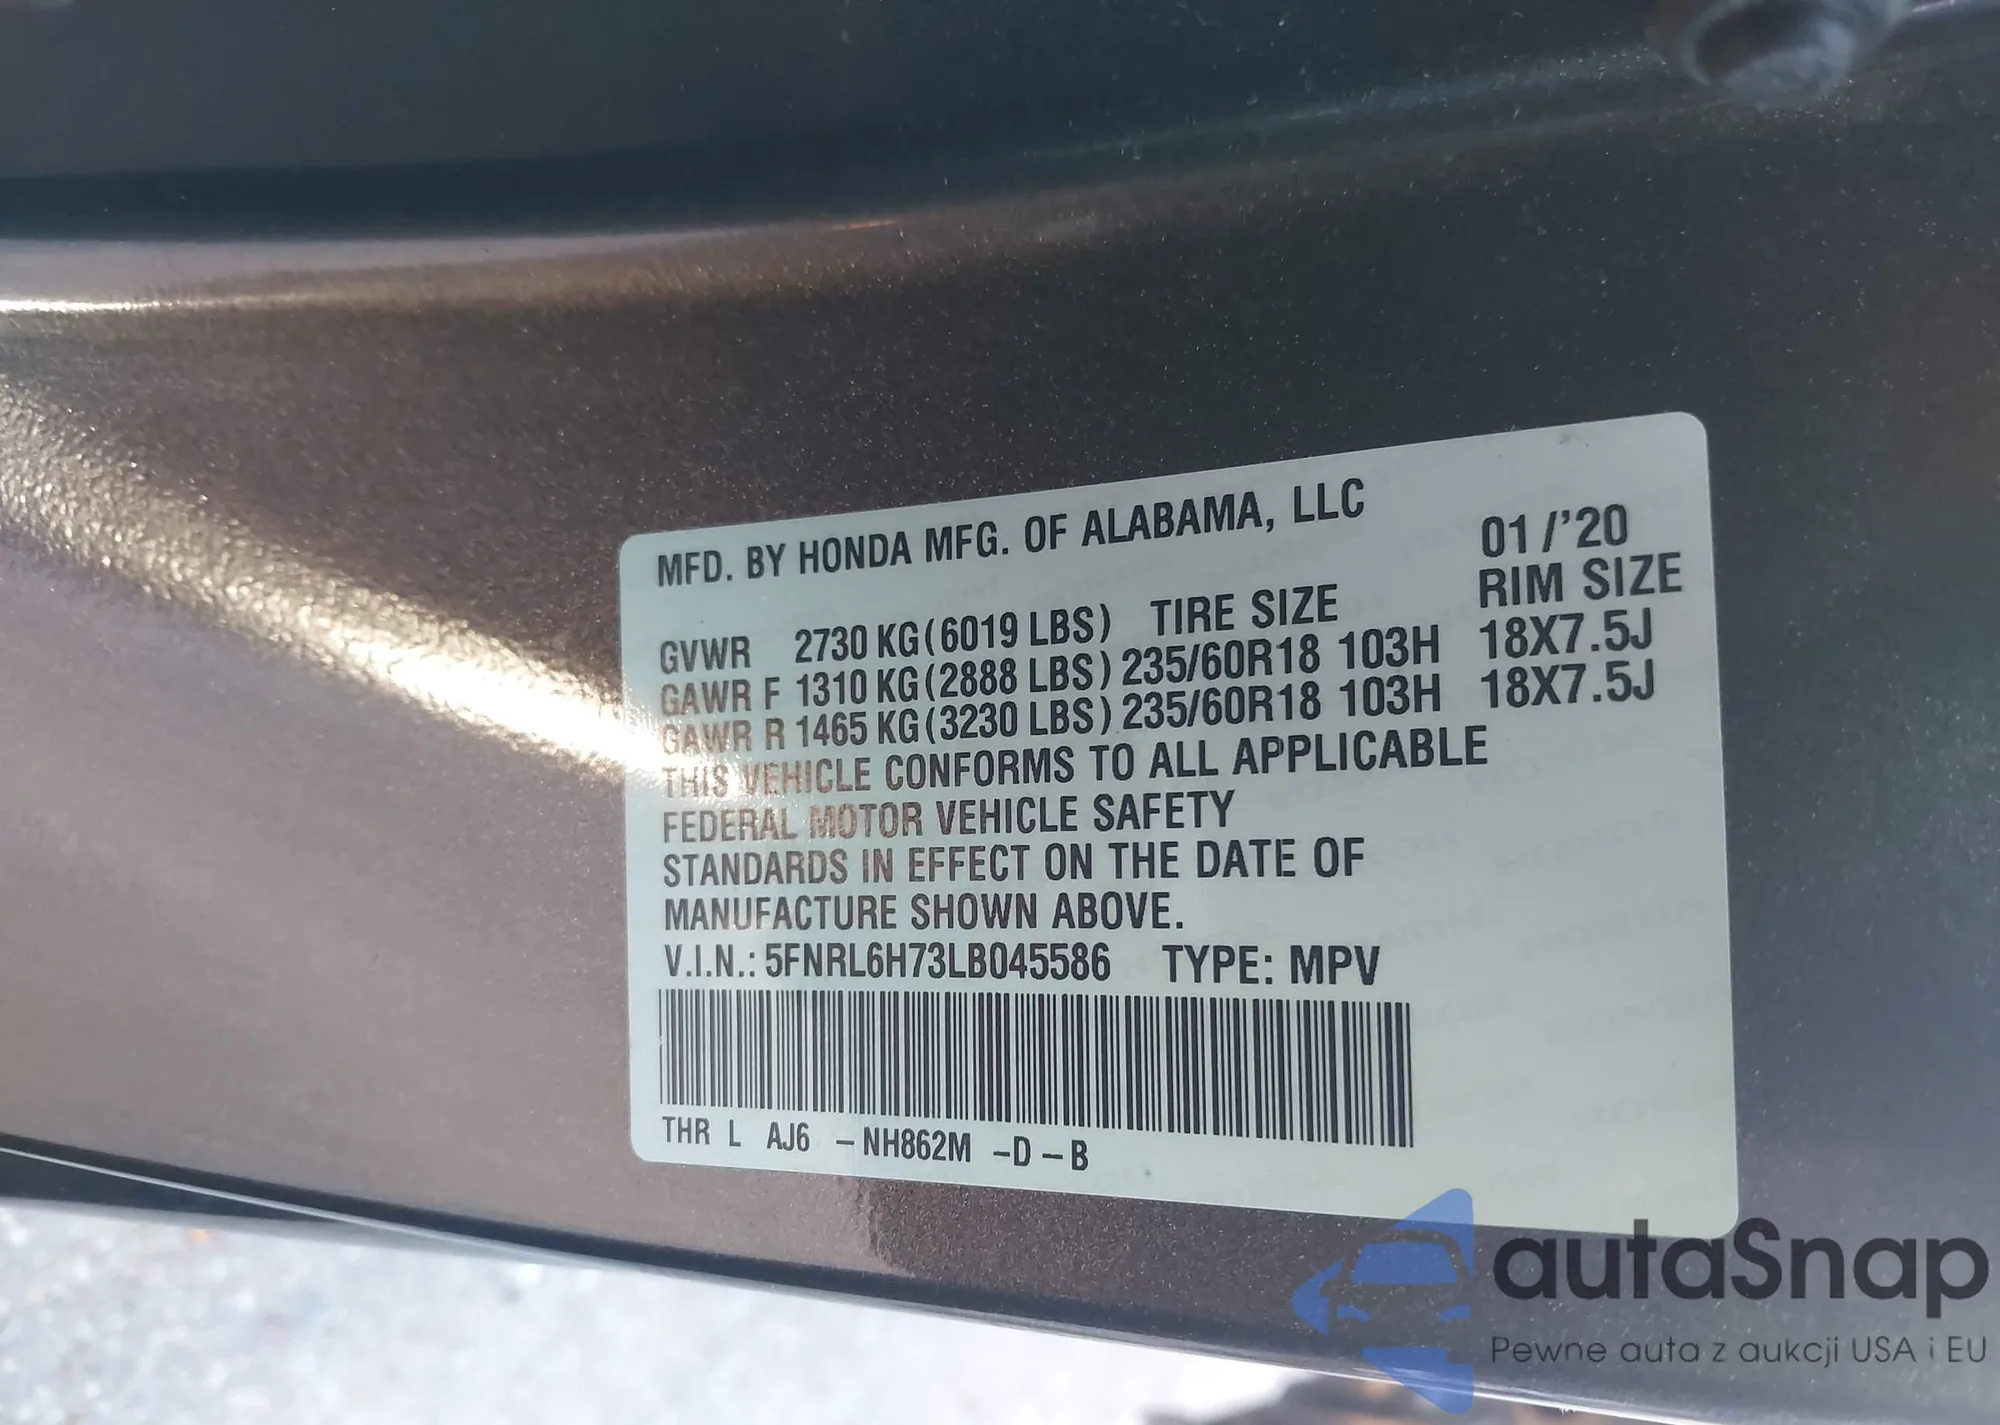 MFD. BY HONDA MFG. OF ALABAMA, LLC 01/'20
GVWR 2730 KG(6019 LBS) TIRE SIZE RIM SIZE
GAWR F 1310 KG(2888 LBS) 235/60R18 103H 18X7.5J
GAWR R 1465 KG(3230 LBS) 235/60R18 103H 18X7.5J
THIS VEHICLE CONFORMS TO ALL APPLICABLE
FEDERAL MOTOR VEHICLE SAFETY
STANDARDS IN EFFECT ON THE DATE OF
MANUFACTURE SHOWN ABOVE.
V.I.N.: 5FNRL6H73LB045586 TYPE: MPV
THR L AJ6 -NH862M -D-B
autaSnap
Pewne auta z aukcji USA i EU